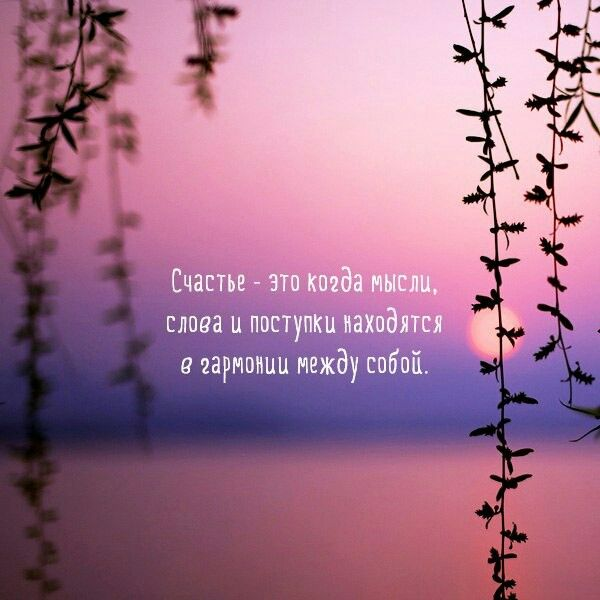 Счастье - это когда мысли,
слова и поступки находятся
в гармонии между собой.